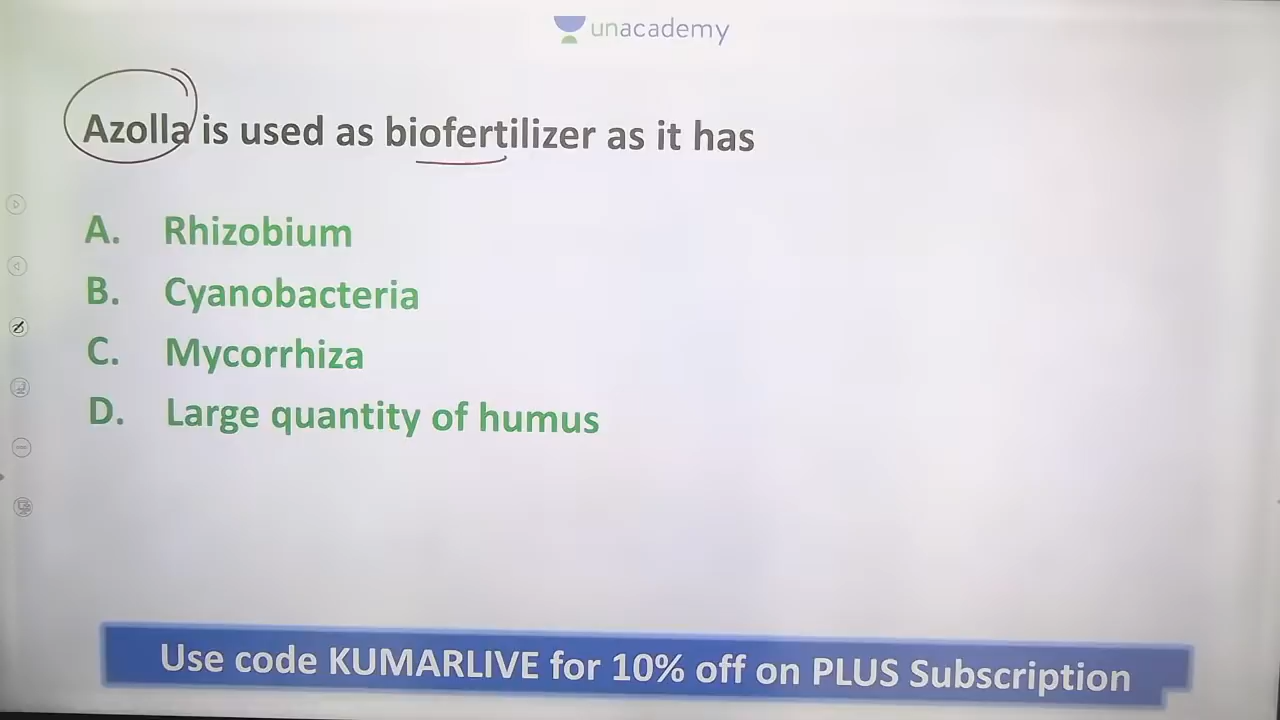 unacademy
Azolla is used as biofertilizer as it has
A. Rhizobium
B. Cyanobacteria
C. Mycorrhiza
D. Large quantity of humus
Use code KUMARLIVE for 10% off on PLUS Subscription